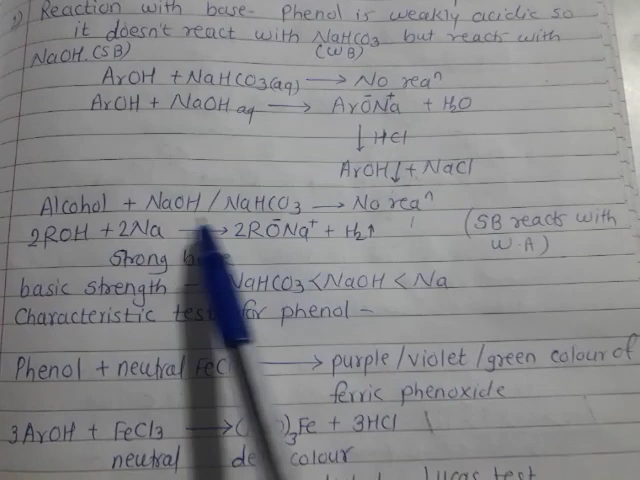 2) Reaction with base- Phenol is weakly acidic so
it doesn't react with NaHCO3 but reacts with
(WB)
NaOH.(SB)
ArOH + NaHCO3(aq) → No reaⁿ
ArOH + NaOH aq → ArŌNa⁺ + H2O
↓ HCl
ArOH↓ + NaCl
Alcohol + NaOH / NaHCO3 → No reaⁿ
2ROH + 2Na → 2RŌNa⁺ + H2↑ (SB reacts with
W.A)
Strong
basic strength - NaHCO3 < NaOH < Na
Characteristic for phenol -
Phenol + neutral → purple/violet/green colour of
ferric phenoxide
3ArOH + FeCl3 → ( )3Fe + 3HCl
neutral colour
Lucas test